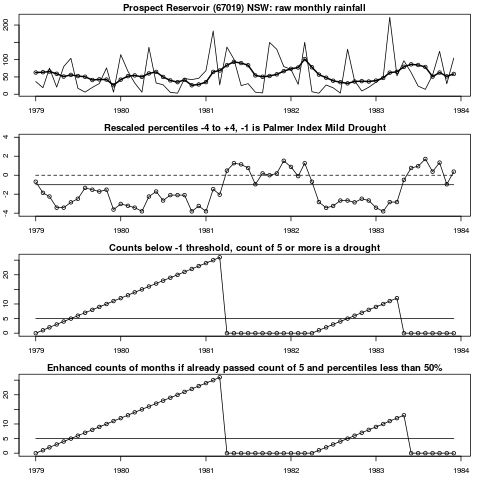 Prospect Reservoir (67019) NSW: raw monthly rainfall
200
100
50
0
1979 1980 1981 1982 1983 1984
Rescaled percentiles -4 to +4, -1 is Palmer Index Mild Drought
4
2
0
-2
-4
1979 1980 1981 1982 1983 1984
Counts below -1 threshold, count of 5 or more is a drought
20
10
5
0
1979 1980 1981 1982 1983 1984
Enhanced counts of months if already passed count of 5 and percentiles less than 50%
20
10
5
0
1979 1980 1981 1982 1983 1984